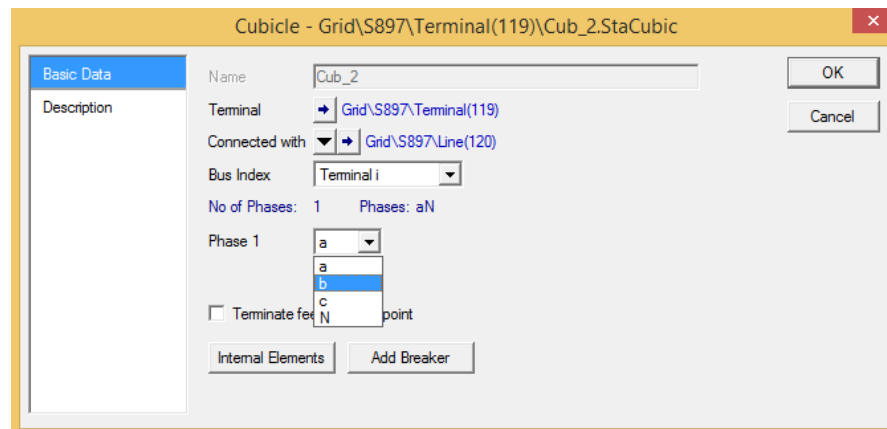 Cubicle - Grid\S897\Terminal(119)\Cub_2.StaCubic
Basic Data
Description
Name Cub_2
Terminal Grid\S897\Terminal(119)
Connected with Grid\S897\Line(120)
Bus Index Terminal i
No of Phases: 1 Phases: aN
Phase 1 a
a
b
c
N
Terminate fee point
Internal Elements Add Breaker
OK
Cancel